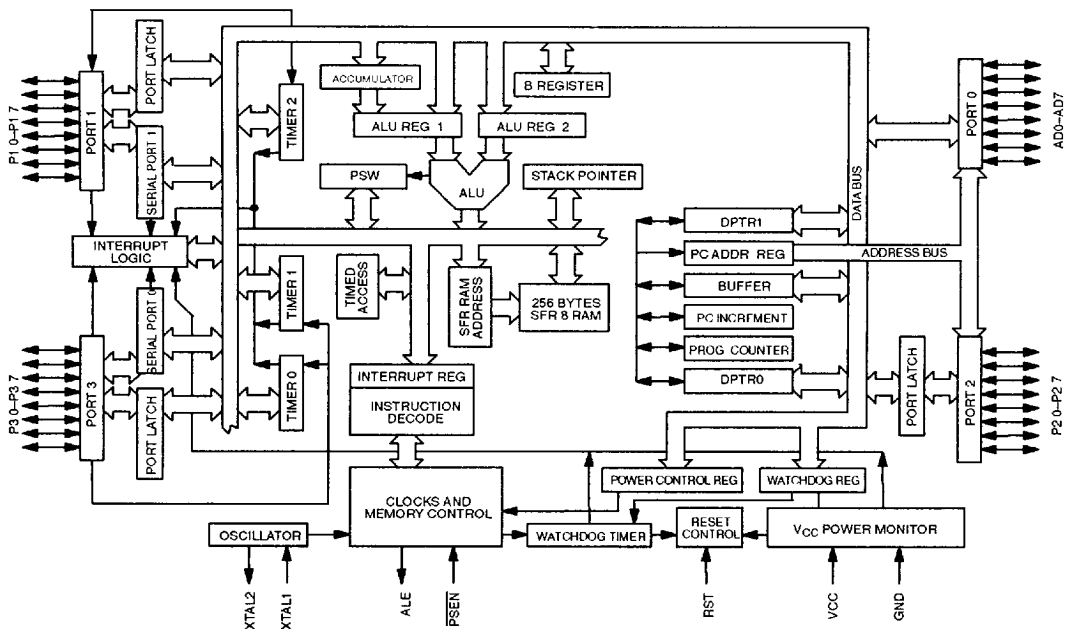 PORT LATCH
ACCUMULATOR
B REGISTER
P1 0–P1 7
PORT 1
SERIAL PORT 1
TIMER 2
ALU REG 1
ALU REG 2
PORT 0
AD0–AD7
PSW
ALU
STACK POINTER
DATA BUS
INTERRUPT
LOGIC
DPTR1
PC ADDR REG
ADDRESS BUS
TIMER 1
TIMED
ACCESS
SFR RAM
ADDRESS
256 BYTES
SFR 8 RAM
BUFFER
SERIAL PORT 0
PC INCREMENT
P3 0–P3 7
PORT 3
PORT LATCH
TIMER 0
INTERRUPT REG
INSTRUCTION
DECODE
PROG COUNTER
DPTR0
PORT LATCH
PORT 2
P2 0–P2 7
CLOCKS AND
MEMORY CONTROL
POWER CONTROL REG
WATCHDOG REG
OSCILLATOR
WATCHDOG TIMER
RESET
CONTROL
VCC POWER MONITOR
XTAL2
XTAL1
ALE
PSEN
RST
VCC
GND